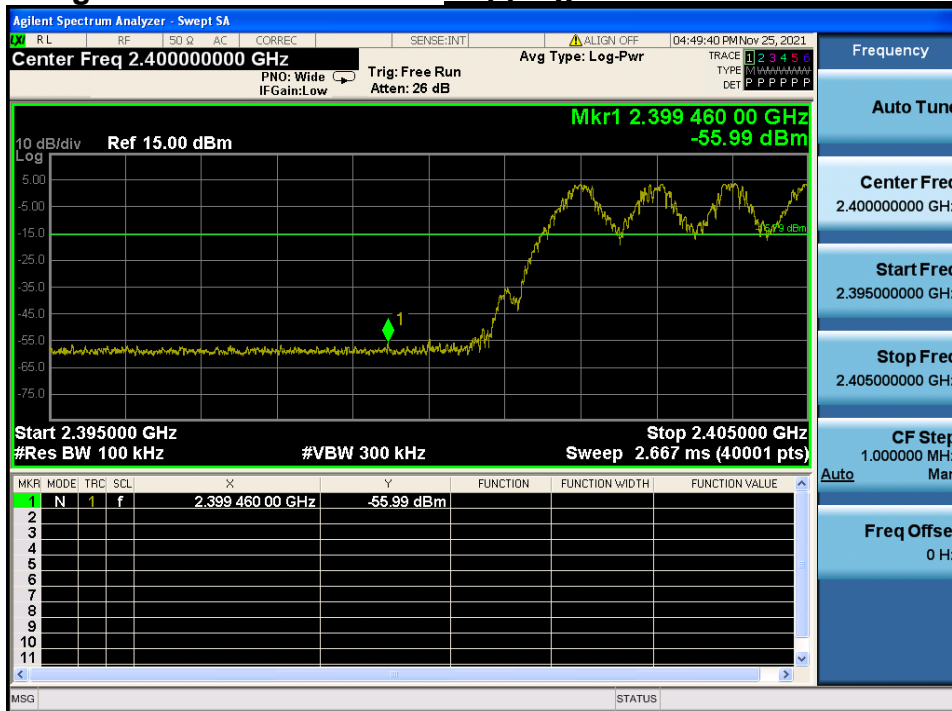 Agilent Spectrum Analyzer - Swept SA
LXI RL RF 50 Ω AC CORREC SENSE:INT ALIGN OFF 04:49:40 PM Nov 25, 2021
Center Freq 2.400000000 GHz
PNO: Wide
IFGain:Low
Trig: Free Run
Atten: 26 dB
Avg Type: Log-Pwr
TRACE 1 2 3 4 5 6
TYPE M WWWWW
DET P P P P P P
Mkr1 2.399 460 00 GHz
-55.99 dBm
10 dB/div Ref 15.00 dBm
Log
5.00
-5.00
-15.0
-25.0
-35.0
-45.0
-55.0
-65.0
-75.0
1
Start 2.395000 GHz Stop 2.405000 GHz
#Res BW 100 kHz #VBW 300 kHz Sweep 2.667 ms (40001 pts)
MKR MODE TRC SCL X Y FUNCTION FUNCTION WIDTH FUNCTION VALUE
1 N 1 f 2.399 460 00 GHz -55.99 dBm
2
3
4
5
6
7
8
9
10
11
MSG STATUS
Frequency
Auto Tun
Center Fre
2.400000000 GH
Start Fre
2.395000000 GH
Stop Fre
2.405000000 GH
CF Step
1.000000 MH
Auto Man
Freq Offse
0 H